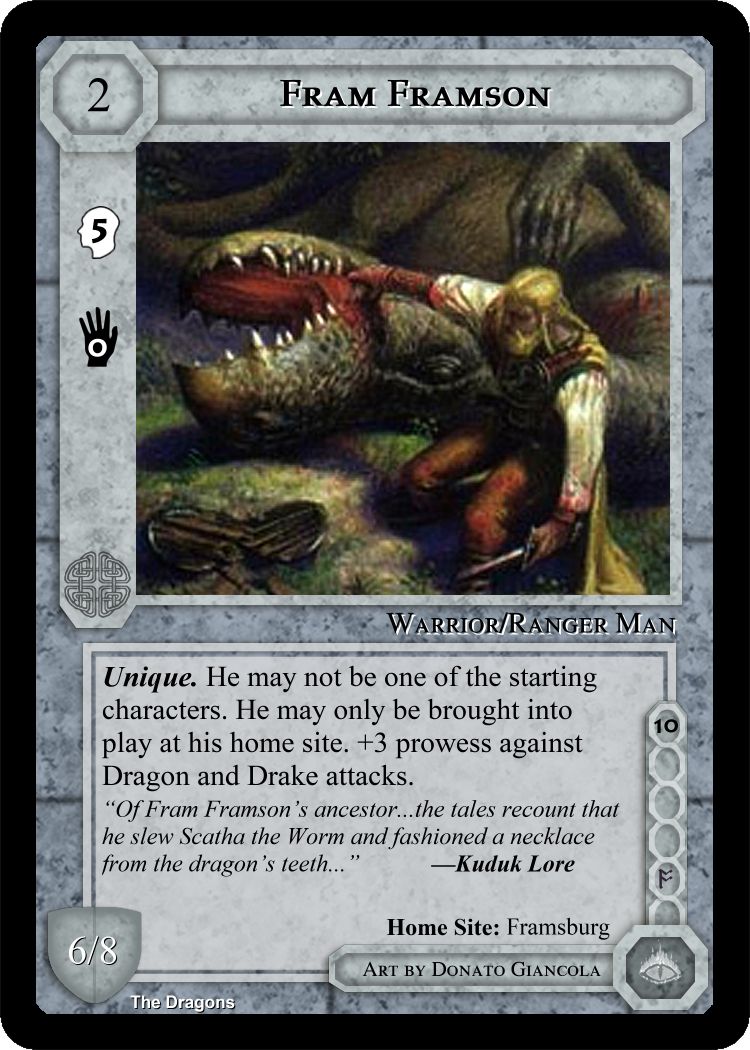 2
Fram Framson
5
0
Warrior/Ranger Man
Unique. He may not be one of the starting
characters. He may only be brought into
play at his home site. +3 prowess against
Dragon and Drake attacks.
“Of Fram Framson’s ancestor...the tales recount that
he slew Scatha the Worm and fashioned a necklace
from the dragon’s teeth...” —Kuduk Lore
10
ᚩ
Home Site: Framsburg
6/8
Art by Donato Giancola
The Dragons